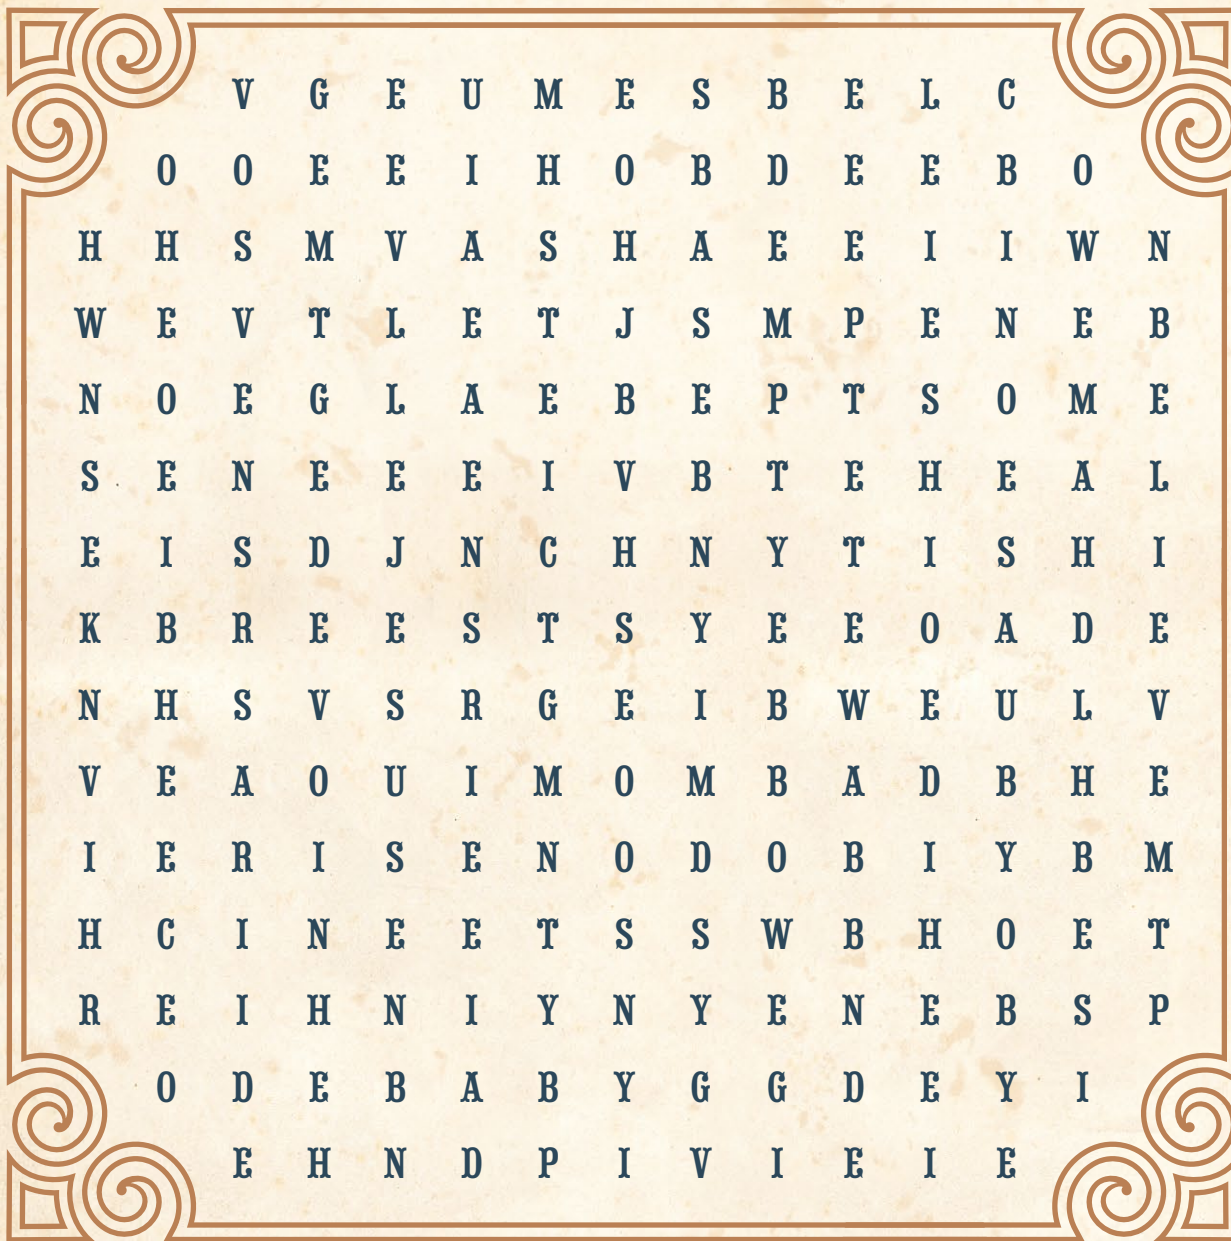 V G E U M E S B E L C
O O E E I H O B D E E B O
H H S M V A S H A E E I I W N
W E V T L E T J S M P E N E B
N O E G L A E B E P T S O M E
S E N E E E I V B T E H E A L
E I S D J N C H N Y T I S H I
K B R E E S T S Y E E O A D E
N H S V S R G E I B W E U L V
V E A O U I M O M B A D B H E
I E R I S E N O D O B I Y B M
H C I N E E T S S W B H O E T
R E I H N I Y N Y E N E B S P
O D E B A B Y G G D E Y I
E H N D P I V I E I E